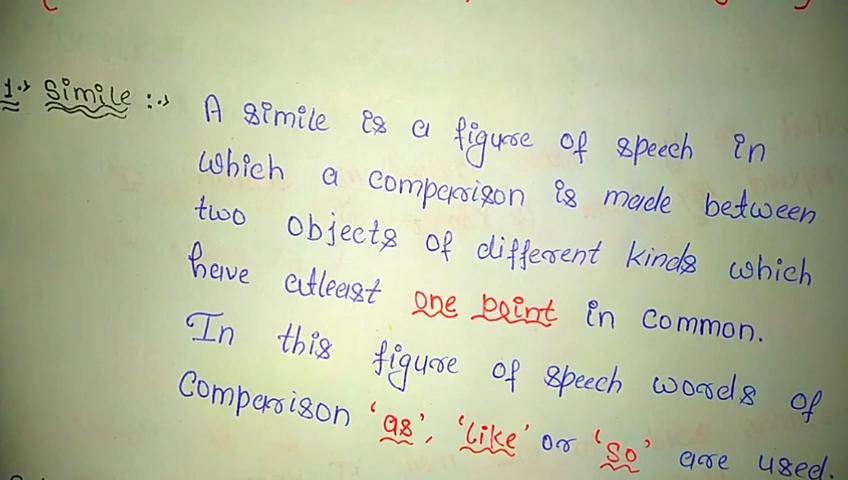 1. Simile :→ A simile is a figure of speech in
which a comparison is made between
two objects of different kinds which
have atleast one point in common.
In this figure of speech words of
Comparison 'as', 'like' or 'so' are used.